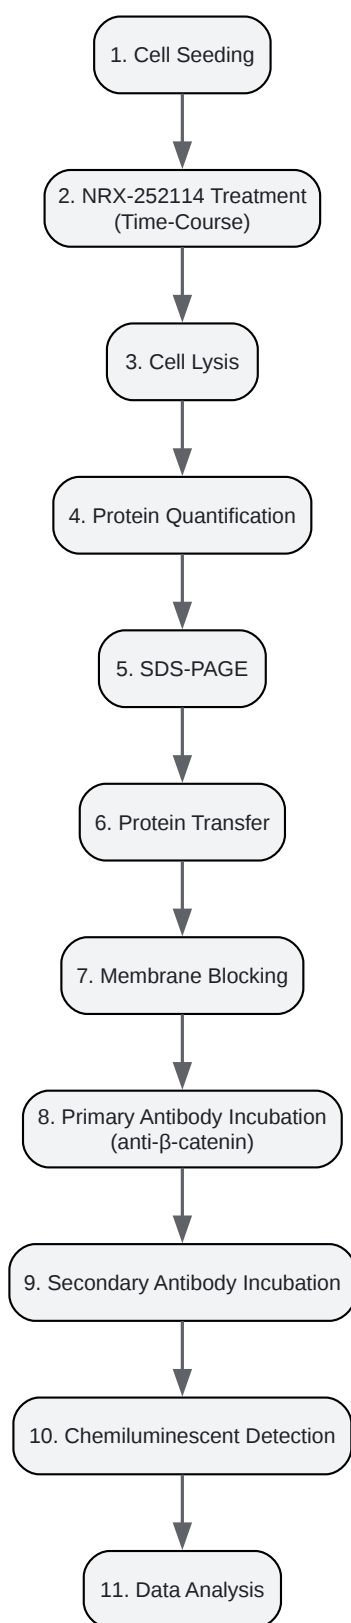 1. Cell Seeding
2. NRX-252114 Treatment
(Time-Course)
3. Cell Lysis
4. Protein Quantification
5. SDS-PAGE
6. Protein Transfer
7. Membrane Blocking
8. Primary Antibody Incubation
(anti-β-catenin)
9. Secondary Antibody Incubation
10. Chemiluminescent Detection
11. Data Analysis